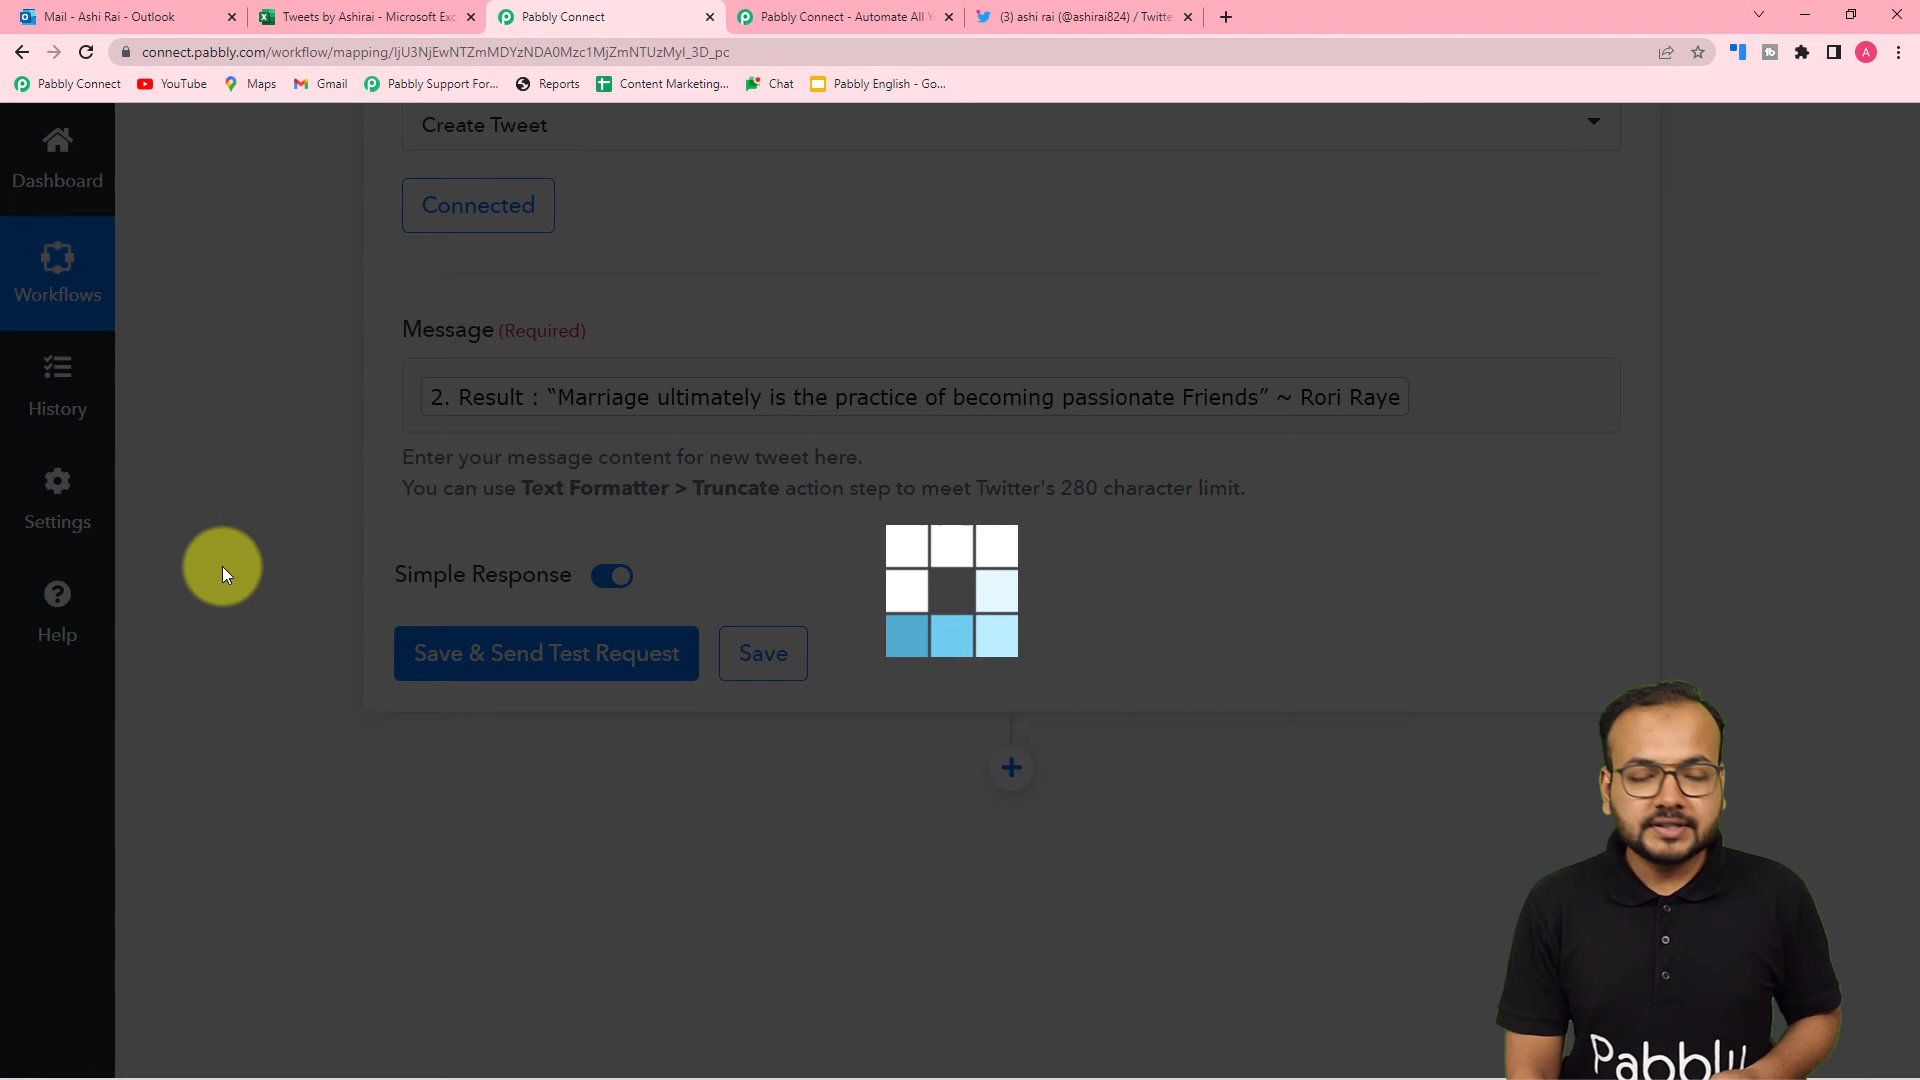 Mail - Ashi Rai - Outlook
Tweets by Ashirai - Microsoft Exc
Pabbly Connect
Pabbly Connect - Automate All Y
(3) ashi rai (@ashirai824) / Twitte
connect.pabbly.com/workflow/mapping/IjU3NjEwNTZmMDYzNDA0Mzc1MjZmNTUzMyI_3D_pc
A
Pabbly Connect
YouTube
Maps
Gmail
Pabbly Support For...
Reports
Content Marketing...
Chat
Pabbly English - Go...
Dashboard
Workflows
History
Settings
Help
Create Tweet
Connected
Message (Required)
2. Result : “Marriage ultimately is the practice of becoming passionate Friends” ~ Rori Raye
Enter your message content for new tweet here.
You can use Text Formatter > Truncate action step to meet Twitter's 280 character limit.
Simple Response
Save & Send Test Request
Save
Pabbly